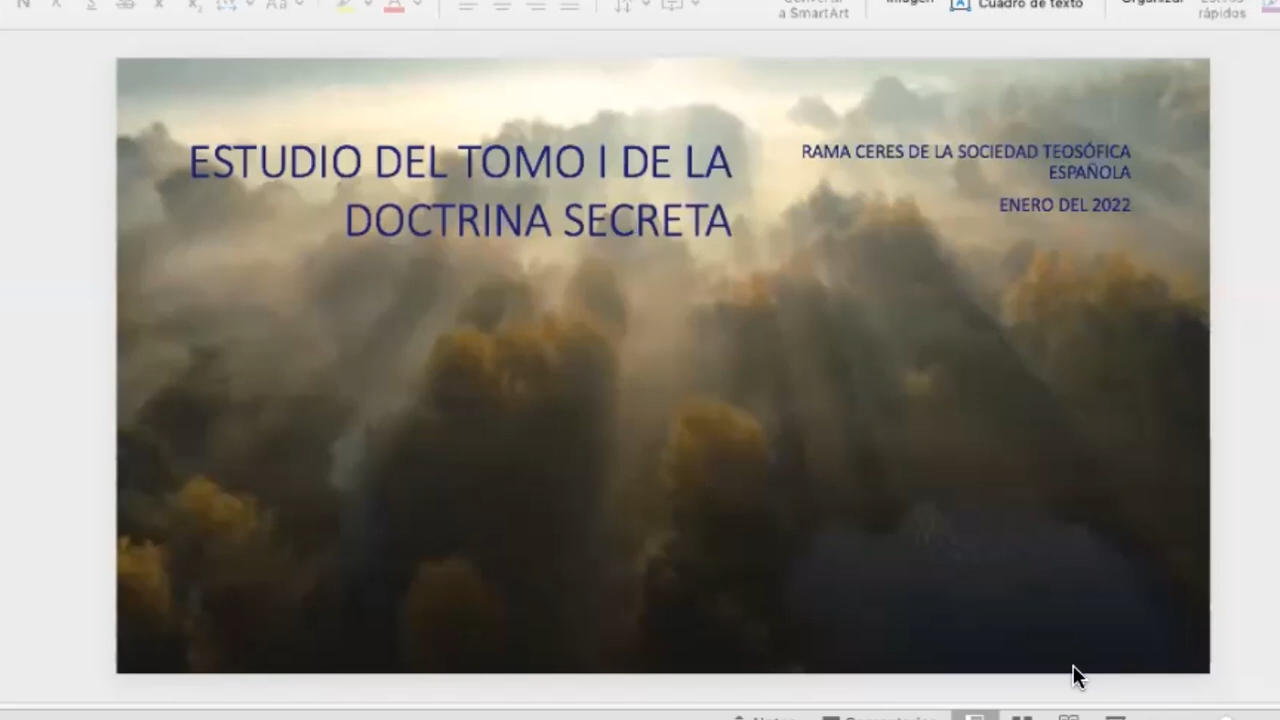 a SmartArt
Cuadro de texto
rápidos
ESTUDIO DEL TOMO I DE LA
DOCTRINA SECRETA
RAMA CERES DE LA SOCIEDAD TEOSÓFICA
ESPAÑOLA
ENERO DEL 2022